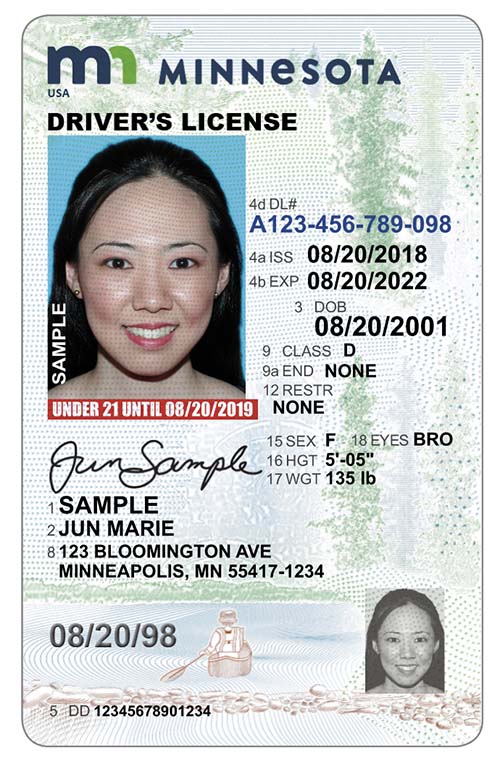 mn MINNESOTA
USA
DRIVER'S LICENSE
SAMPLE
4d DL#
A123-456-789-098
4a ISS 08/20/2018
4b EXP 08/20/2022
3 DOB
08/20/2001
9 CLASS D
9a END NONE
12 RESTR
NONE
UNDER 21 UNTIL 08/20/2019
15 SEX F 18 EYES BRO
16 HGT 5'-05"
17 WGT 135 lb
Jun Sample
1 SAMPLE
2 JUN MARIE
8 123 BLOOMINGTON AVE
MINNEAPOLIS, MN 55417-1234
08/20/98
5 DD 12345678901234